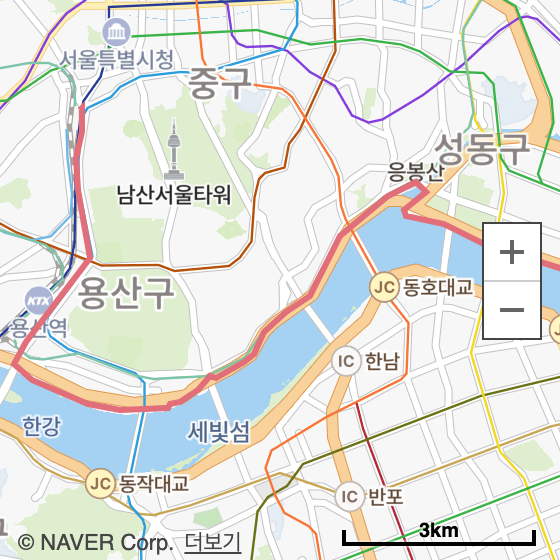 서울특별시청
중구
성동구
응봉산
남산서울타워
KTX
용산구
용산역
JC 동호대교
+
−
IC 한남
한강
세빛섬
JC 동작대교
IC 반포
구
3km
© NAVER Corp. 더보기